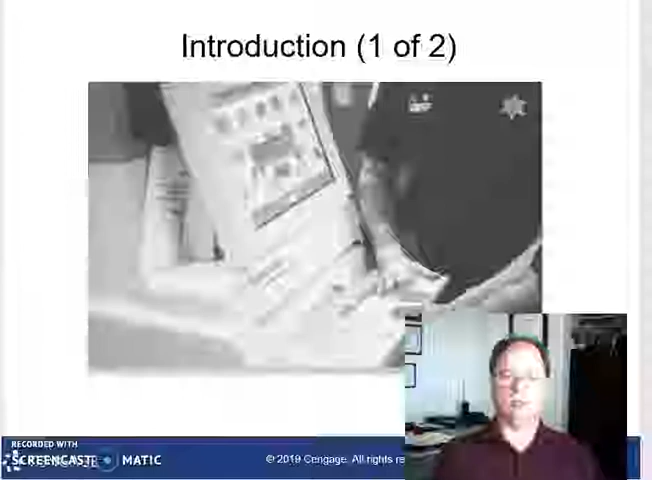 Introduction (1 of 2)
RECORDED WITH
SCREENCAST MATIC
© 2019 Cengage. All rights re